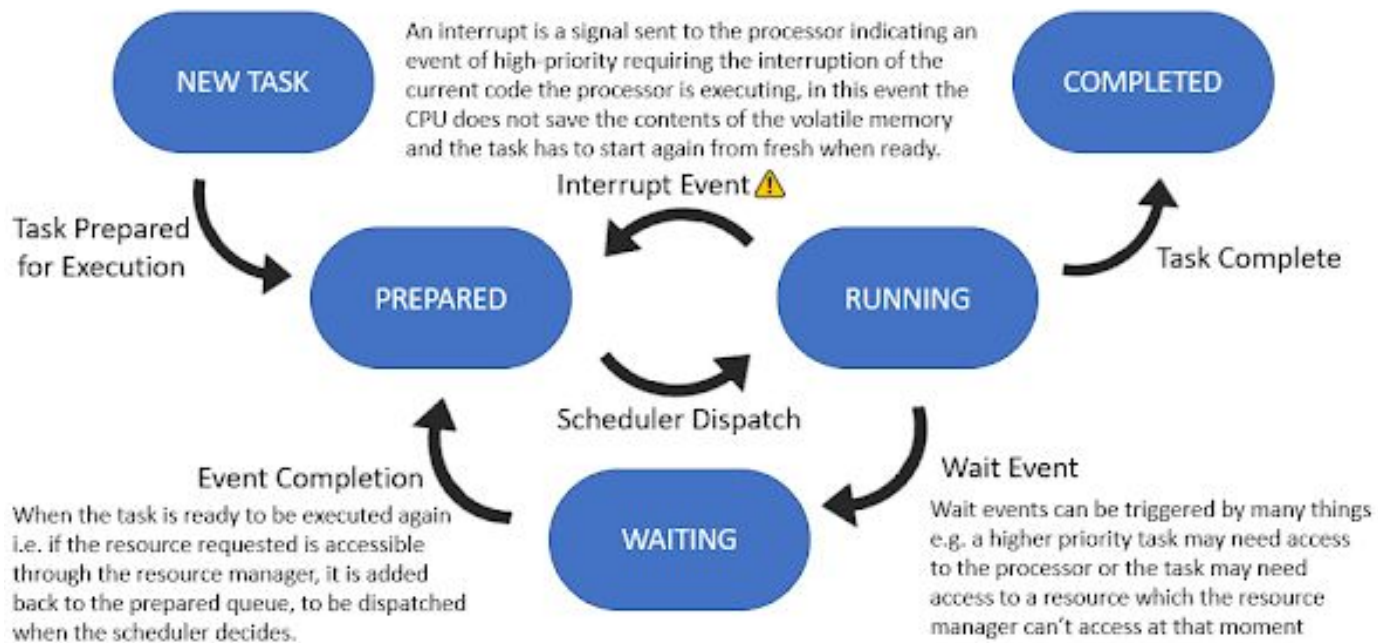 An interrupt is a signal sent to the processor indicating an
event of high-priority requiring the interruption of the
current code the processor is executing, in this event the
CPU does not save the contents of the volatile memory
and the task has to start again from fresh when ready.
NEW TASK
COMPLETED
Interrupt Event
Task Prepared
for Execution
Task Complete
PREPARED
RUNNING
Scheduler Dispatch
Event Completion
When the task is ready to be executed again
i.e. if the resource requested is accessible
through the resource manager, it is added
back to the prepared queue, to be dispatched
when the scheduler decides.
WAITING
Wait Event
Wait events can be triggered by many things
e.g. a higher priority task may need access
to the processor or the task may need
access to a resource which the resource
manager can't access at that moment